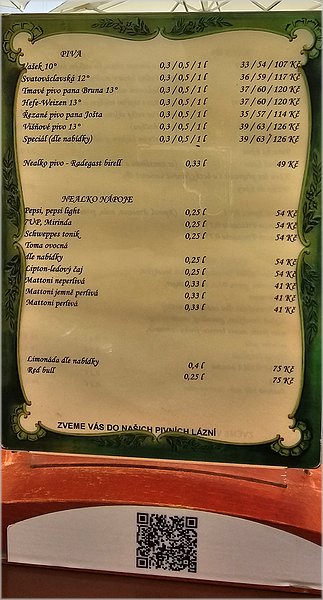 PIVA
Vašek 10° 0,3 / 0,5 / 1 l 33 / 54 / 107 Kč
Svatováclavská 12° 0,3 / 0,5 / 1 l 36 / 59 / 117 Kč
Tmavé pivo pana Bruna 13° 0,3 / 0,5 / 1 l 37 / 60 / 120 Kč
Hefe-Weizen 13° 0,3 / 0,5 / 1 l 37 / 60 / 120 Kč
Řezané pivo pana Jošta 0,3 / 0,5 / 1 l 35 / 57 / 114 Kč
Višňové pivo 13° 0,3 / 0,5 / 1 l 39 / 63 / 126 Kč
Speciál (dle nabídky) 0,3 / 0,5 / 1 l 39 / 63 / 126 Kč
Nealko pivo - Radegast birell 0,33 l 49 Kč
NEALKO NÁPOJE
Pepsi, pepsi light 0,25 l 54 Kč
7UP, Mirinda 0,25 l 54 Kč
Schweppes tonik 0,25 l 54 Kč
Toma ovocná
dle nabídky 0,25 l 54 Kč
Lipton-ledový čaj 0,25 l 54 Kč
Mattoni neperlivá 0,33 l 41 Kč
Mattoni jemně perlivá 0,33 l 41 Kč
Mattoni perlivá 0,33 l 41 Kč
Limonáda dle nabídky 0,4 l 75 Kč
Red bull 0,25 l 75 Kč
ZVEME VÁS DO NAŠICH PIVNÍCH LÁZNÍ